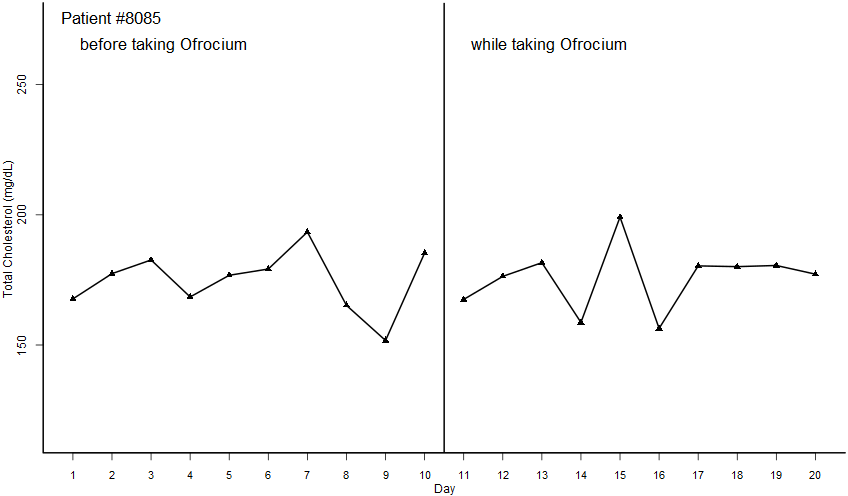 Patient #8085
before taking Ofrocium
while taking Ofrocium
Total Cholesterol (mg/dL)
250
200
150
1 2 3 4 5 6 7 8 9 10 11 12 13 14 15 16 17 18 19 20
Day